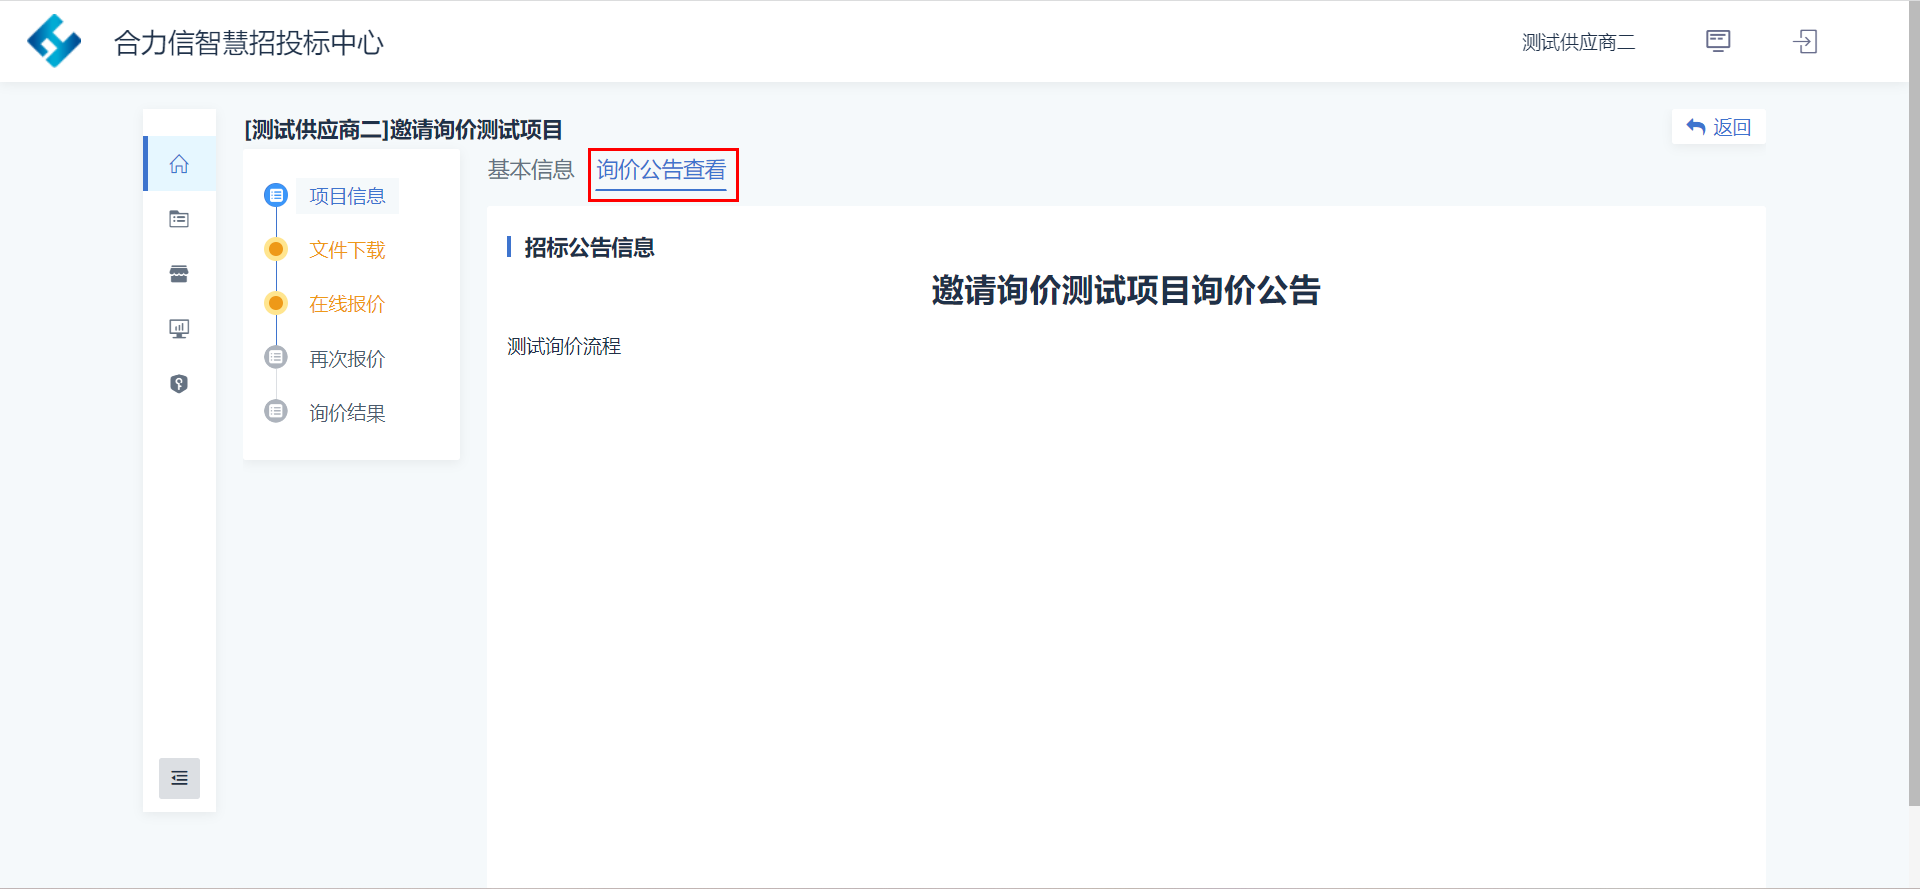 合力信智慧招投标中心
测试供应商二
[测试供应商二]邀请询价测试项目
返回
项目信息
文件下载
在线报价
再次报价
询价结果
基本信息
询价公告查看
招标公告信息
邀请询价测试项目询价公告
测试询价流程